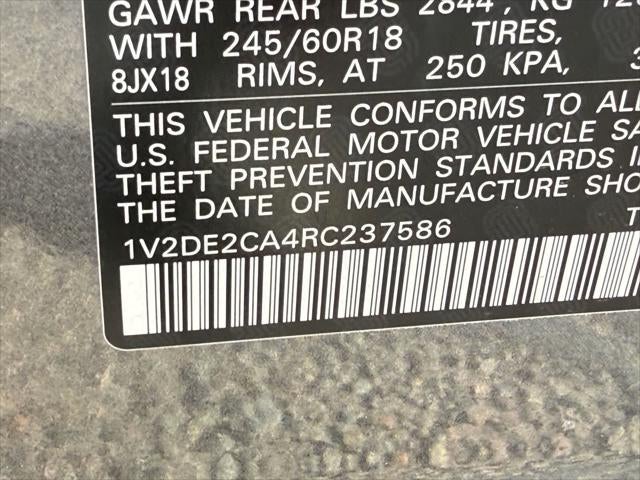 GAWR REAR LBS 2844, KG
WITH 245/60R18 TIRES,
8JX18 RIMS, AT 250 KPA,
THIS VEHICLE CONFORMS TO
U.S. FEDERAL MOTOR VEHICLE
THEFT PREVENTION STANDARDS
THE DATE OF MANUFACTURE
1V2DE2CA4RC237586